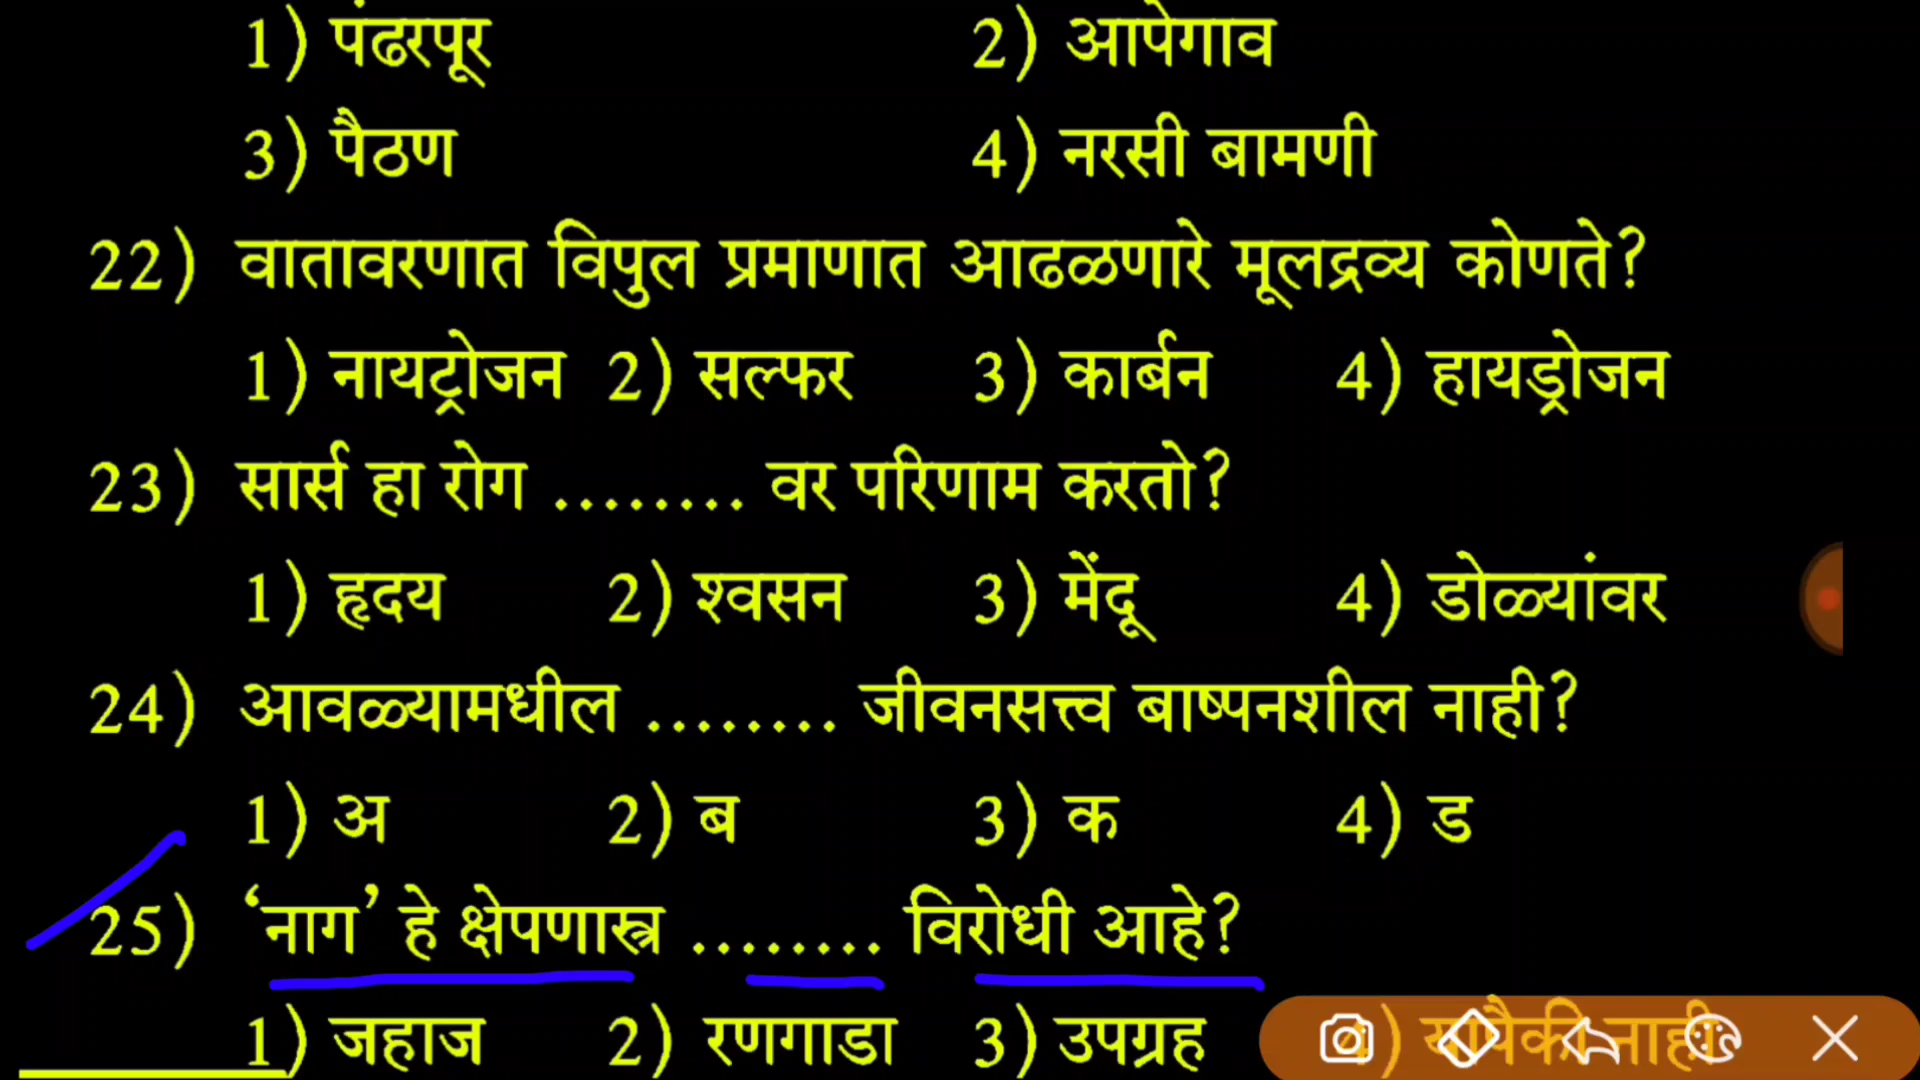 1) पंढरपूर 2) आपेगाव
3) पैठण 4) नरसी बामणी
22) वातावरणात विपुल प्रमाणात आढळणारे मूलद्रव्य कोणते?
1) नायट्रोजन 2) सल्फर 3) कार्बन 4) हायड्रोजन
23) सार्स हा रोग ........ वर परिणाम करतो?
1) हृदय 2) श्वसन 3) मेंदू 4) डोळ्यांवर
24) आवळ्यामधील ........ जीवनसत्त्व बाष्पनशील नाही?
1) अ 2) ब 3) क 4) ड
25) ‘नाग’ हे क्षेपणास्त्र ........ विरोधी आहे?
1) जहाज 2) रणगाडा 3) उपग्रह 4) यापैकी नाही